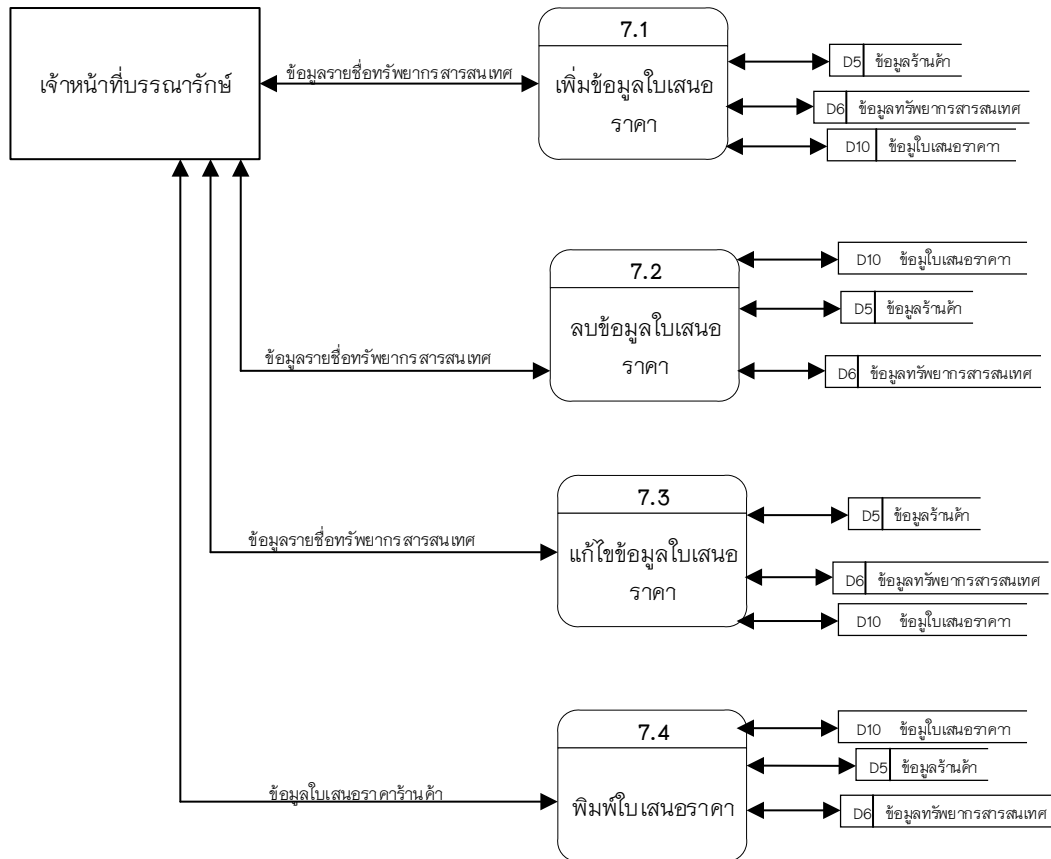 เจ้าหน้าที่บรรณารักษ์
ข้อมูลรายชื่อทรัพยากรสารสนเทศ
7.1
เพิ่มข้อมูลใบเสนอ
ราคา
D5 ข้อมูลร้านค้า
D6 ข้อมูลทรัพยากรสารสนเทศ
D10 ข้อมูใบเสนอราคาา
7.2
ลบข้อมูลใบเสนอ
ราคา
ข้อมูลรายชื่อทรัพยากรสารสนเทศ
D10 ข้อมูใบเสนอราคาา
D5 ข้อมูลร้านค้า
D6 ข้อมูลทรัพยากรสารสนเทศ
7.3
แก้ไขข้อมูลใบเสนอ
ราคา
ข้อมูลรายชื่อทรัพยากรสารสนเทศ
D5 ข้อมูลร้านค้า
D6 ข้อมูลทรัพยากรสารสนเทศ
D10 ข้อมูใบเสนอราคาา
7.4
พิมพ์ใบเสนอราคา
ข้อมูลใบเสนอราคาร้านค้า
D10 ข้อมูใบเสนอราคาา
D5 ข้อมูลร้านค้า
D6 ข้อมูลทรัพยากรสารสนเทศ